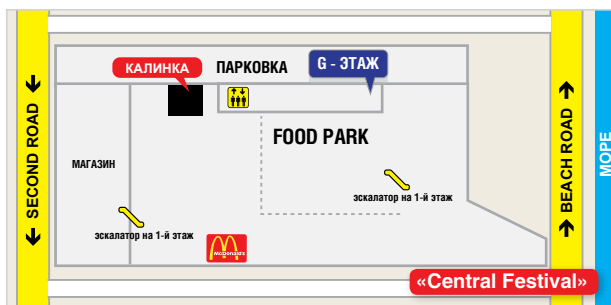 SECOND ROAD
КАЛИНКА
ПАРКОВКА
G - ЭТАЖ
FOOD PARK
МАГАЗИН
эскалатор на 1-й этаж
эскалатор на 1-й этаж
McDonald's
BEACH ROAD
МОРЕ
«Central Festival»